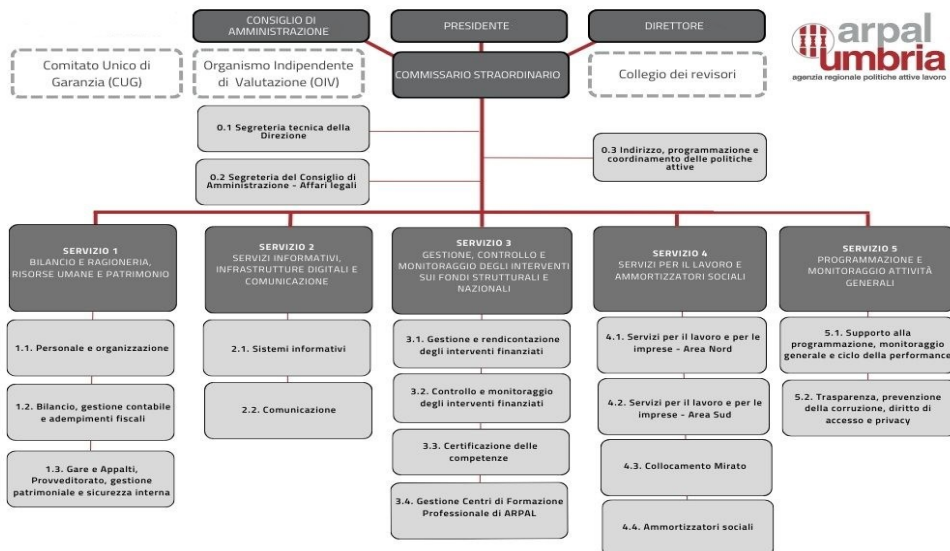 CONSIGLIO DI
AMMINISTRAZIONE
PRESIDENTE
DIRETTORE
arpal
umbria
agenzia regionale politiche attive lavoro
Comitato Unico di
Garanzia (CUG)
Organismo Indipendente
di Valutazione (OIV)
COMMISSARIO STRAORDINARIO
Collegio dei revisori
0.1 Segreteria tecnica della
Direzione
0.2 Segreteria del Consiglio di
Amministrazione - Affari legali
0.3 Indirizzo, programmazione e
coordinamento delle politiche
attive
SERVIZIO 1
BILANCIO E RAGIONERIA,
RISORSE UMANE E PATRIMONIO
1.1. Personale e organizzazione
1.2. Bilancio, gestione contabile
e adempimenti fiscali
1.3. Gare e Appalti,
Provveditorato, gestione
patrimoniale e sicurezza interna
SERVIZIO 2
SERVIZI INFORMATIVI,
INFRASTRUTTURE DIGITALI E
COMUNICAZIONE
2.1. Sistemi informativi
2.2. Comunicazione
SERVIZIO 3
GESTIONE, CONTROLLO E
MONITORAGGIO DEGLI INTERVENTI
SUI FONDI STRUTTURALI E
NAZIONALI
3.1. Gestione e rendicontazione
degli interventi finanziati
3.2. Controllo e monitoraggio
degli interventi finanziati
3.3. Certificazione delle
competenze
3.4. Gestione Centri di Formazione
Professionale di ARPAL
SERVIZIO 4
SERVIZI PER IL LAVORO E
AMMORTIZZATORI SOCIALI
4.1. Servizi per il lavoro e per le
imprese - Area Nord
4.2. Servizi per il lavoro e per le
imprese - Area Sud
4.3. Collocamento Mirato
4.4. Ammortizzatori sociali
SERVIZIO 5
PROGRAMMAZIONE E
MONITORAGGIO ATTIVITÀ
GENERALI
5.1. Supporto alla
programmazione, monitoraggio
generale e ciclo della performance
5.2. Trasparenza, prevenzione
della corruzione, diritto di
accesso e privacy